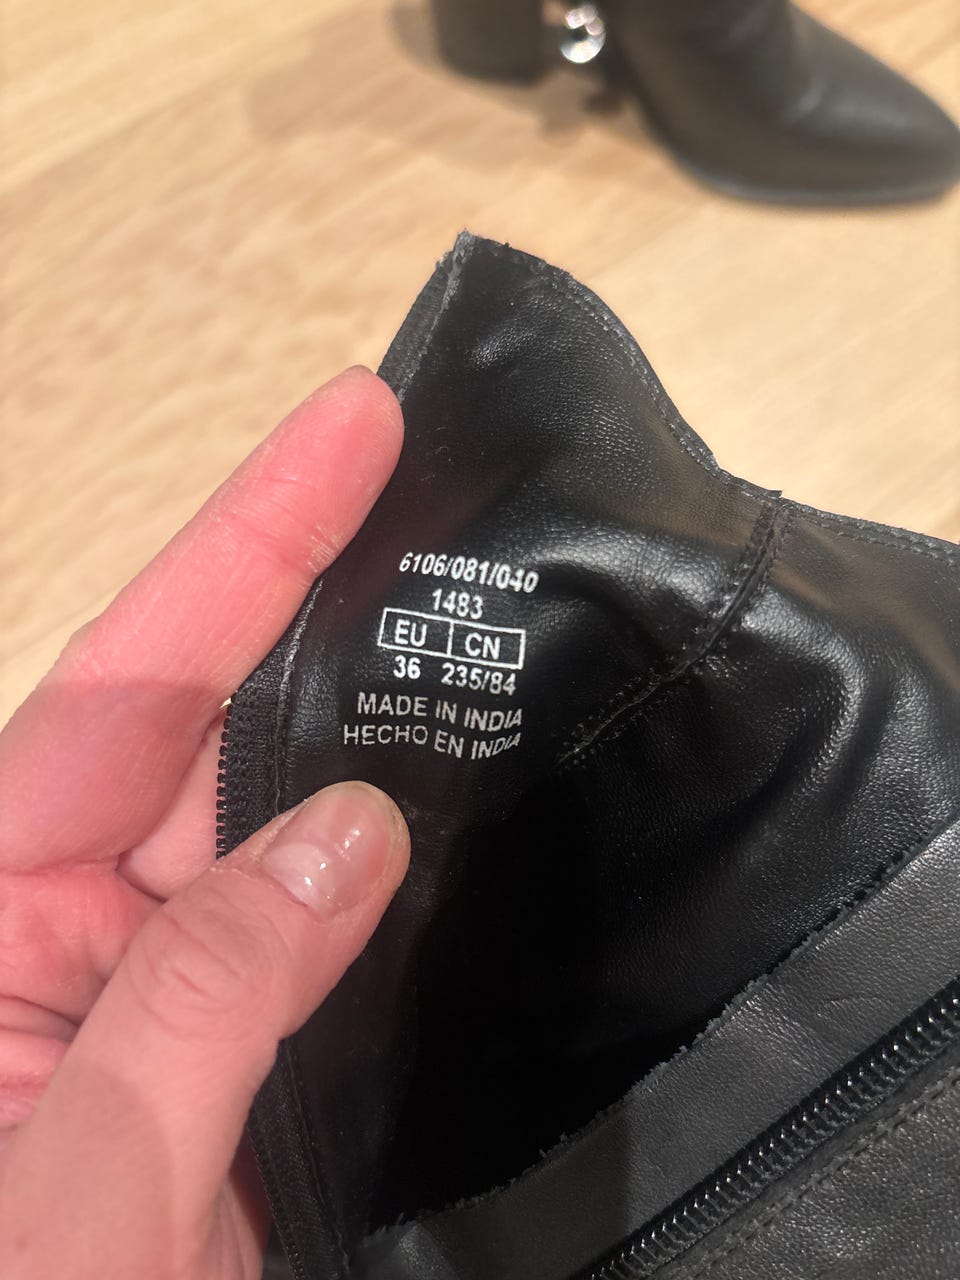 6106/081/040
1483
EU CN
36 235/84
MADE IN INDIA
HECHO EN INDIA